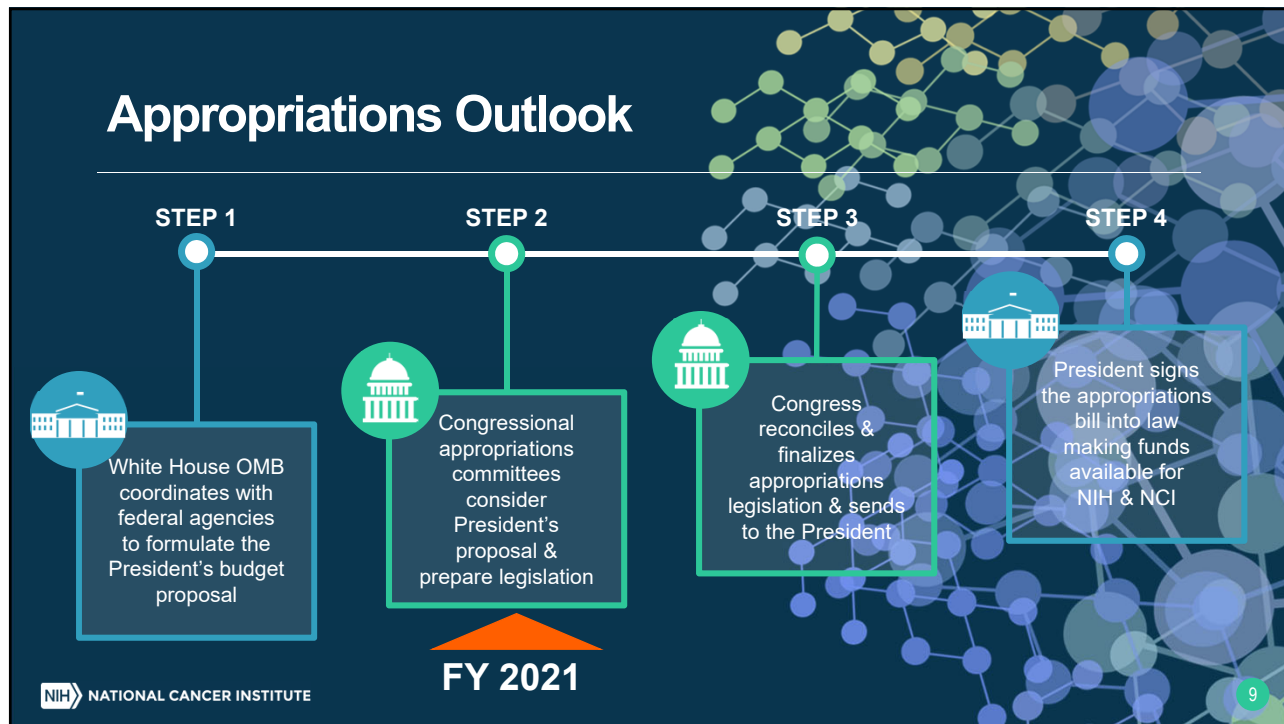 Appropriations Outlook
STEP 1
White House OMB
coordinates with
federal agencies
to formulate the
President’s budget
proposal
STEP 2
Congressional
appropriations
committees
consider
President’s
proposal &
prepare legislation
FY 2021
STEP 3
Congress
reconciles &
finalizes
appropriations
legislation & sends
to the President
STEP 4
President signs
the appropriations
bill into law
making funds
available for
NIH & NCI
NIH NATIONAL CANCER INSTITUTE
9